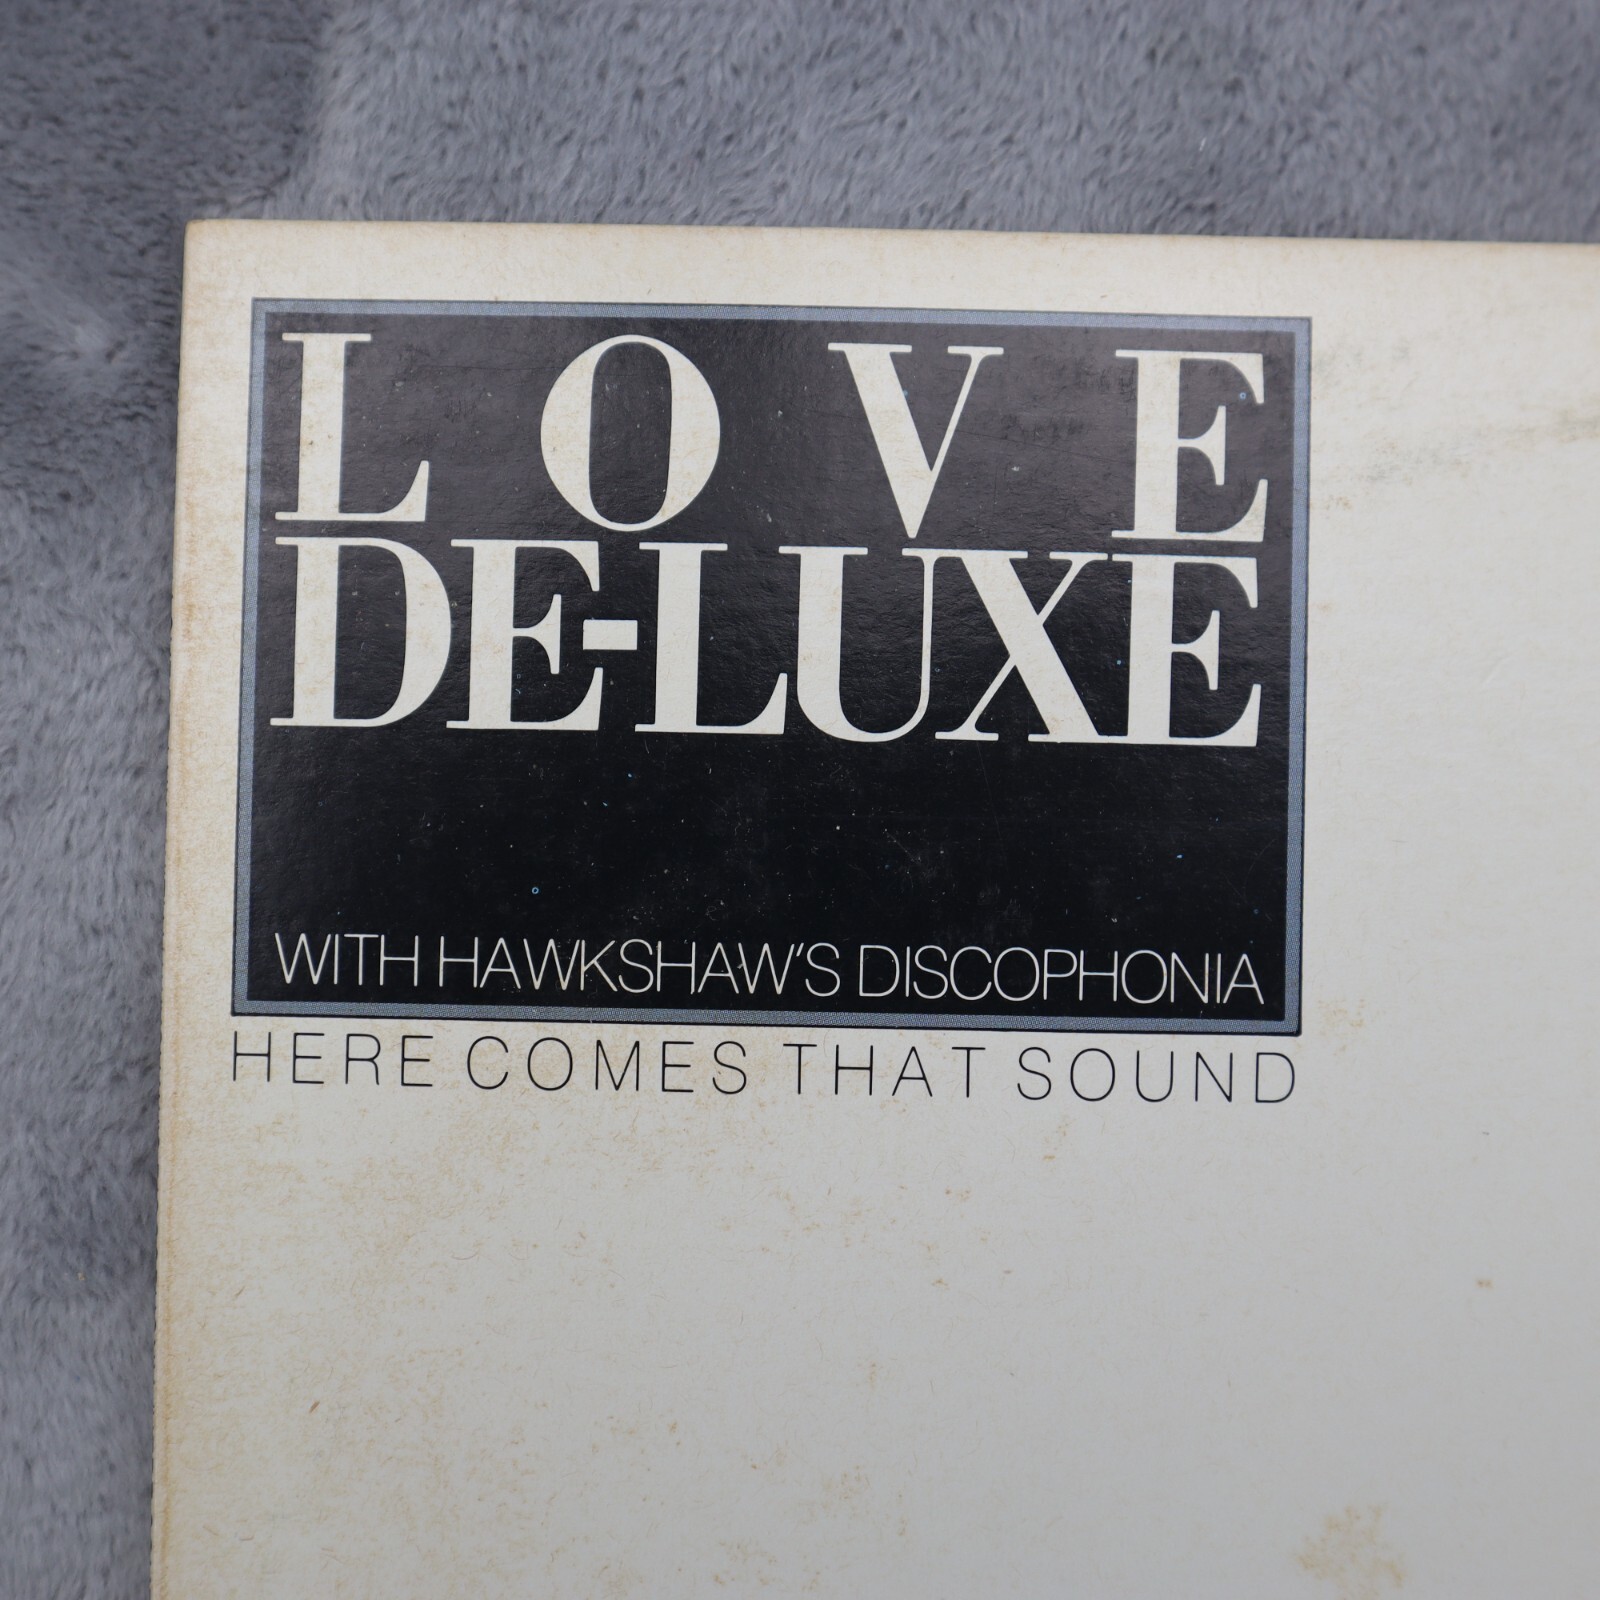 LOVE
DE-LUXE
WITH HAWKSHAW'S DISCOPHONIA
HERE COMES THAT SOUND